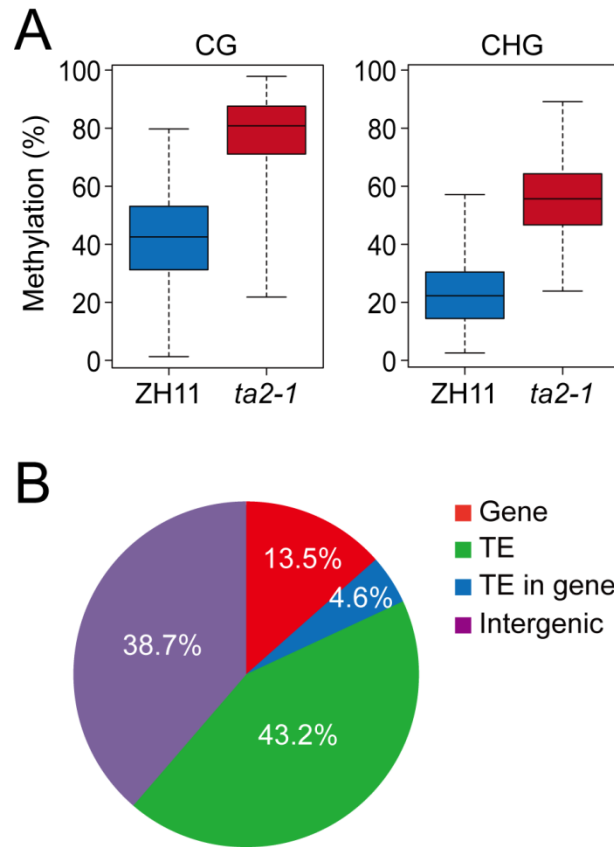 A
CG
CHG
Methylation (%)
100
80
60
40
20
0
ZH11 ta2-1
100
80
60
40
20
0
ZH11 ta2-1
B
13.5%
4.6%
43.2%
38.7%
Gene
TE
TE in gene
Intergenic